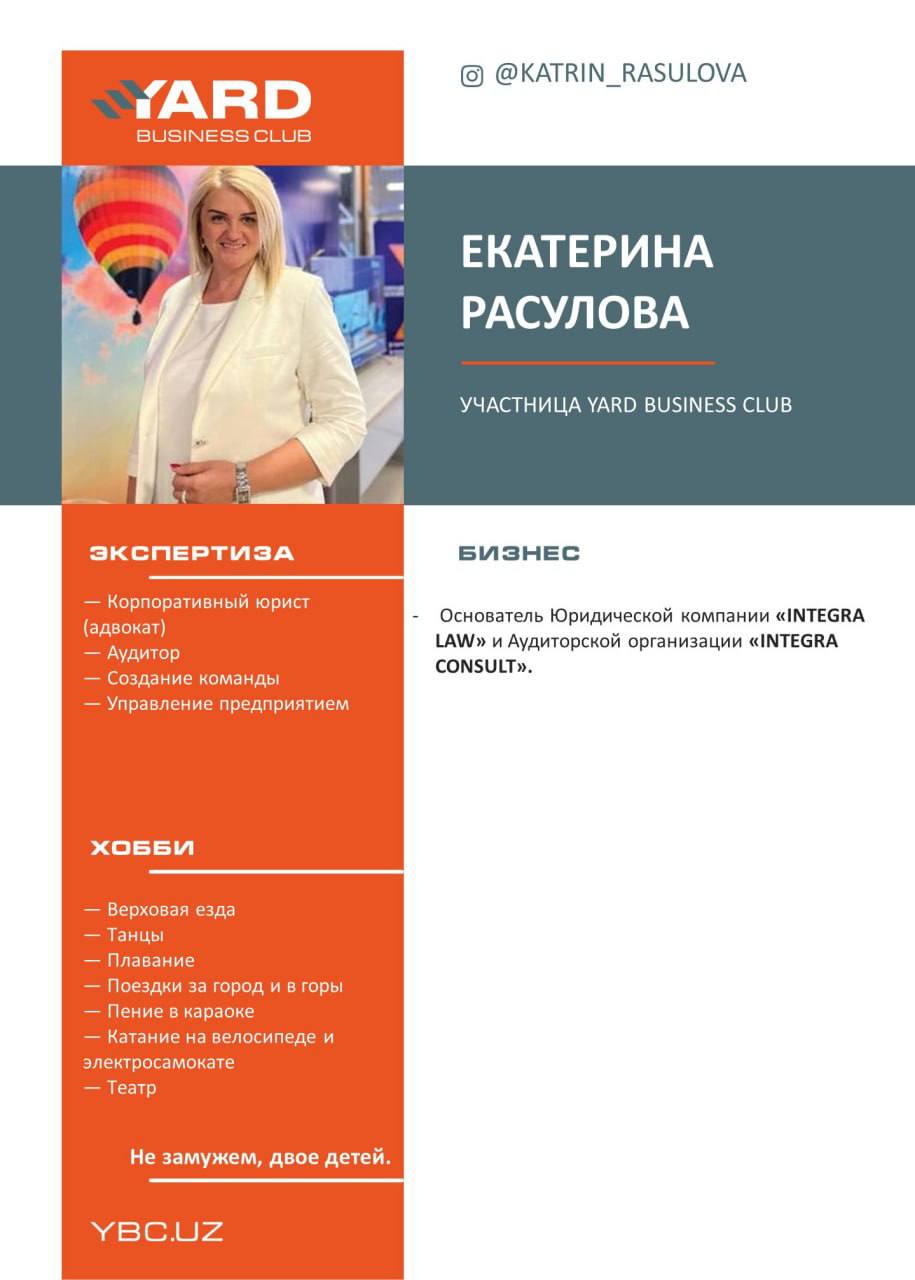 YARD
BUSINESS CLUB
@KATRIN_RASULOVA
ЕКАТЕРИНА
РАСУЛОВА
УЧАСТНИЦА YARD BUSINESS CLUB
ЭКСПЕРТИЗА
— Корпоративный юрист
(адвокат)
— Аудитор
— Создание команды
— Управление предприятием
БИЗНЕС
- Основатель Юридической компании «INTEGRA
LAW» и Аудиторской организации «INTEGRA
CONSULT».
ХОББИ
— Верховая езда
— Танцы
— Плавание
— Поездки за город и в горы
— Пение в караоке
— Катание на велосипеде и
электросамокате
— Театр
Не замужем, двое детей.
YBC.UZ